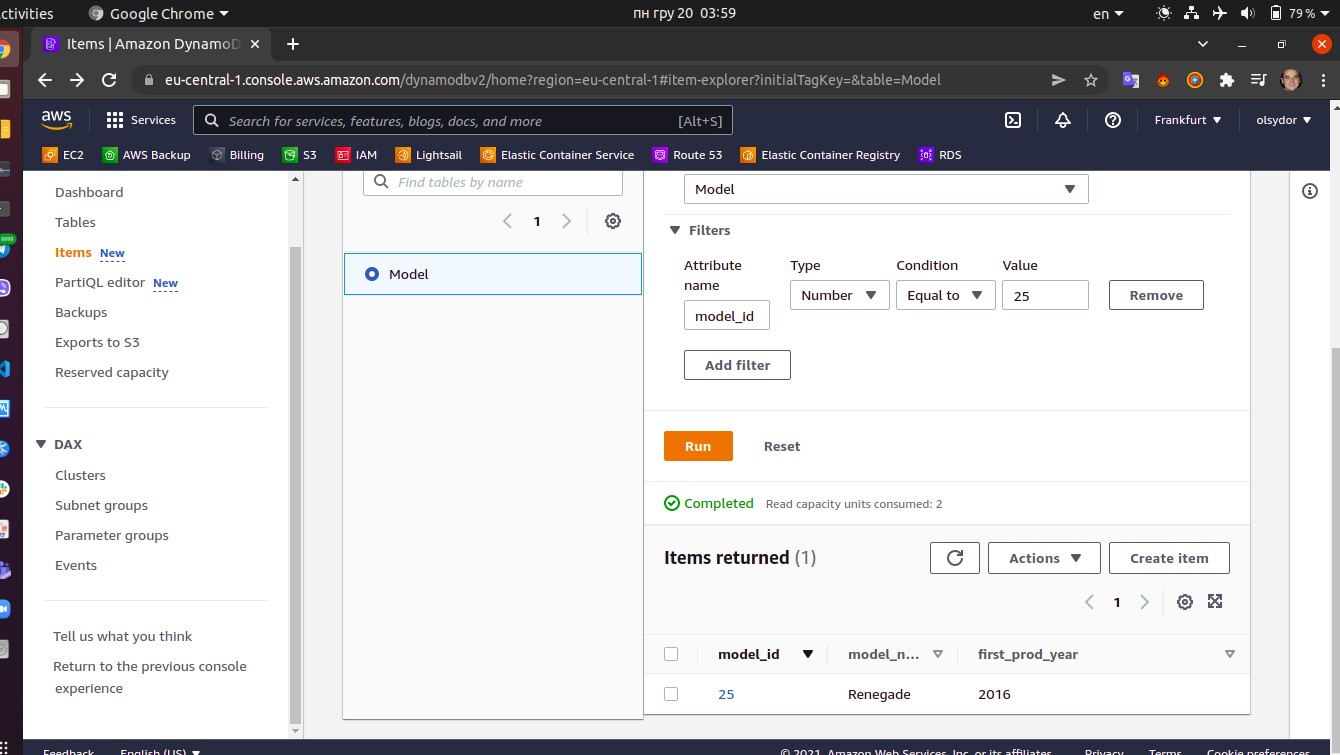 ctivities Google Chrome пн гру 20 03:59 en 79 %
Items | Amazon DynamoD
eu-central-1.console.aws.amazon.com/dynamodbv2/home?region=eu-central-1#item-explorer?initialTagKey=&table=Model
aws Services Search for services, features, blogs, docs, and more [Alt+S] Frankfurt olsydor
EC2 AWS Backup Billing S3 IAM Lightsail Elastic Container Service Route 53 Elastic Container Registry RDS
Dashboard
Tables
Items New
PartiQL editor New
Backups
Exports to S3
Reserved capacity
DAX
Clusters
Subnet groups
Parameter groups
Events
Tell us what you think
Return to the previous console
experience
Find tables by name
1
Model
Model
Filters
Attribute name Type Condition Value
model_id Number Equal to 25 Remove
Add filter
Run Reset
Completed Read capacity units consumed: 2
Items returned (1) Actions Create item
1
model_id model_n... first_prod_year
25 Renegade 2016
Feedback English (US) © 2021, Amazon Web Services, Inc. or its affiliates. Privacy Terms Cookie preferences